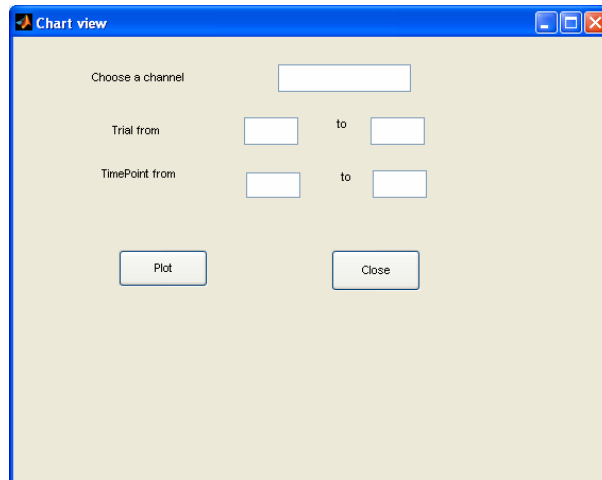 Chart view
Choose a channel
Trial from to
TimePoint from to
Plot Close